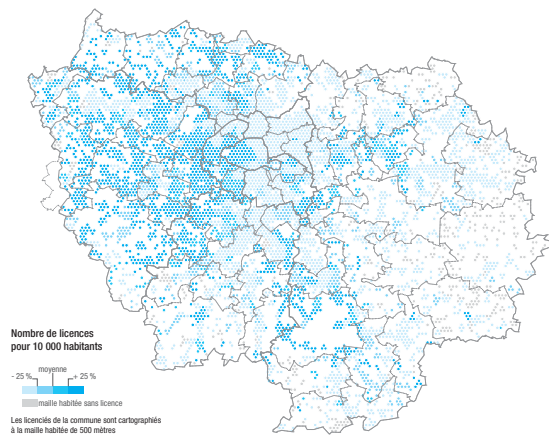 Nombre de licences
pour 10 000 habitants
moyenne
- 25 % + 25 %
maille habitée sans licence
Les licenciés de la commune sont cartographiés
à la maille habitée de 500 mètres